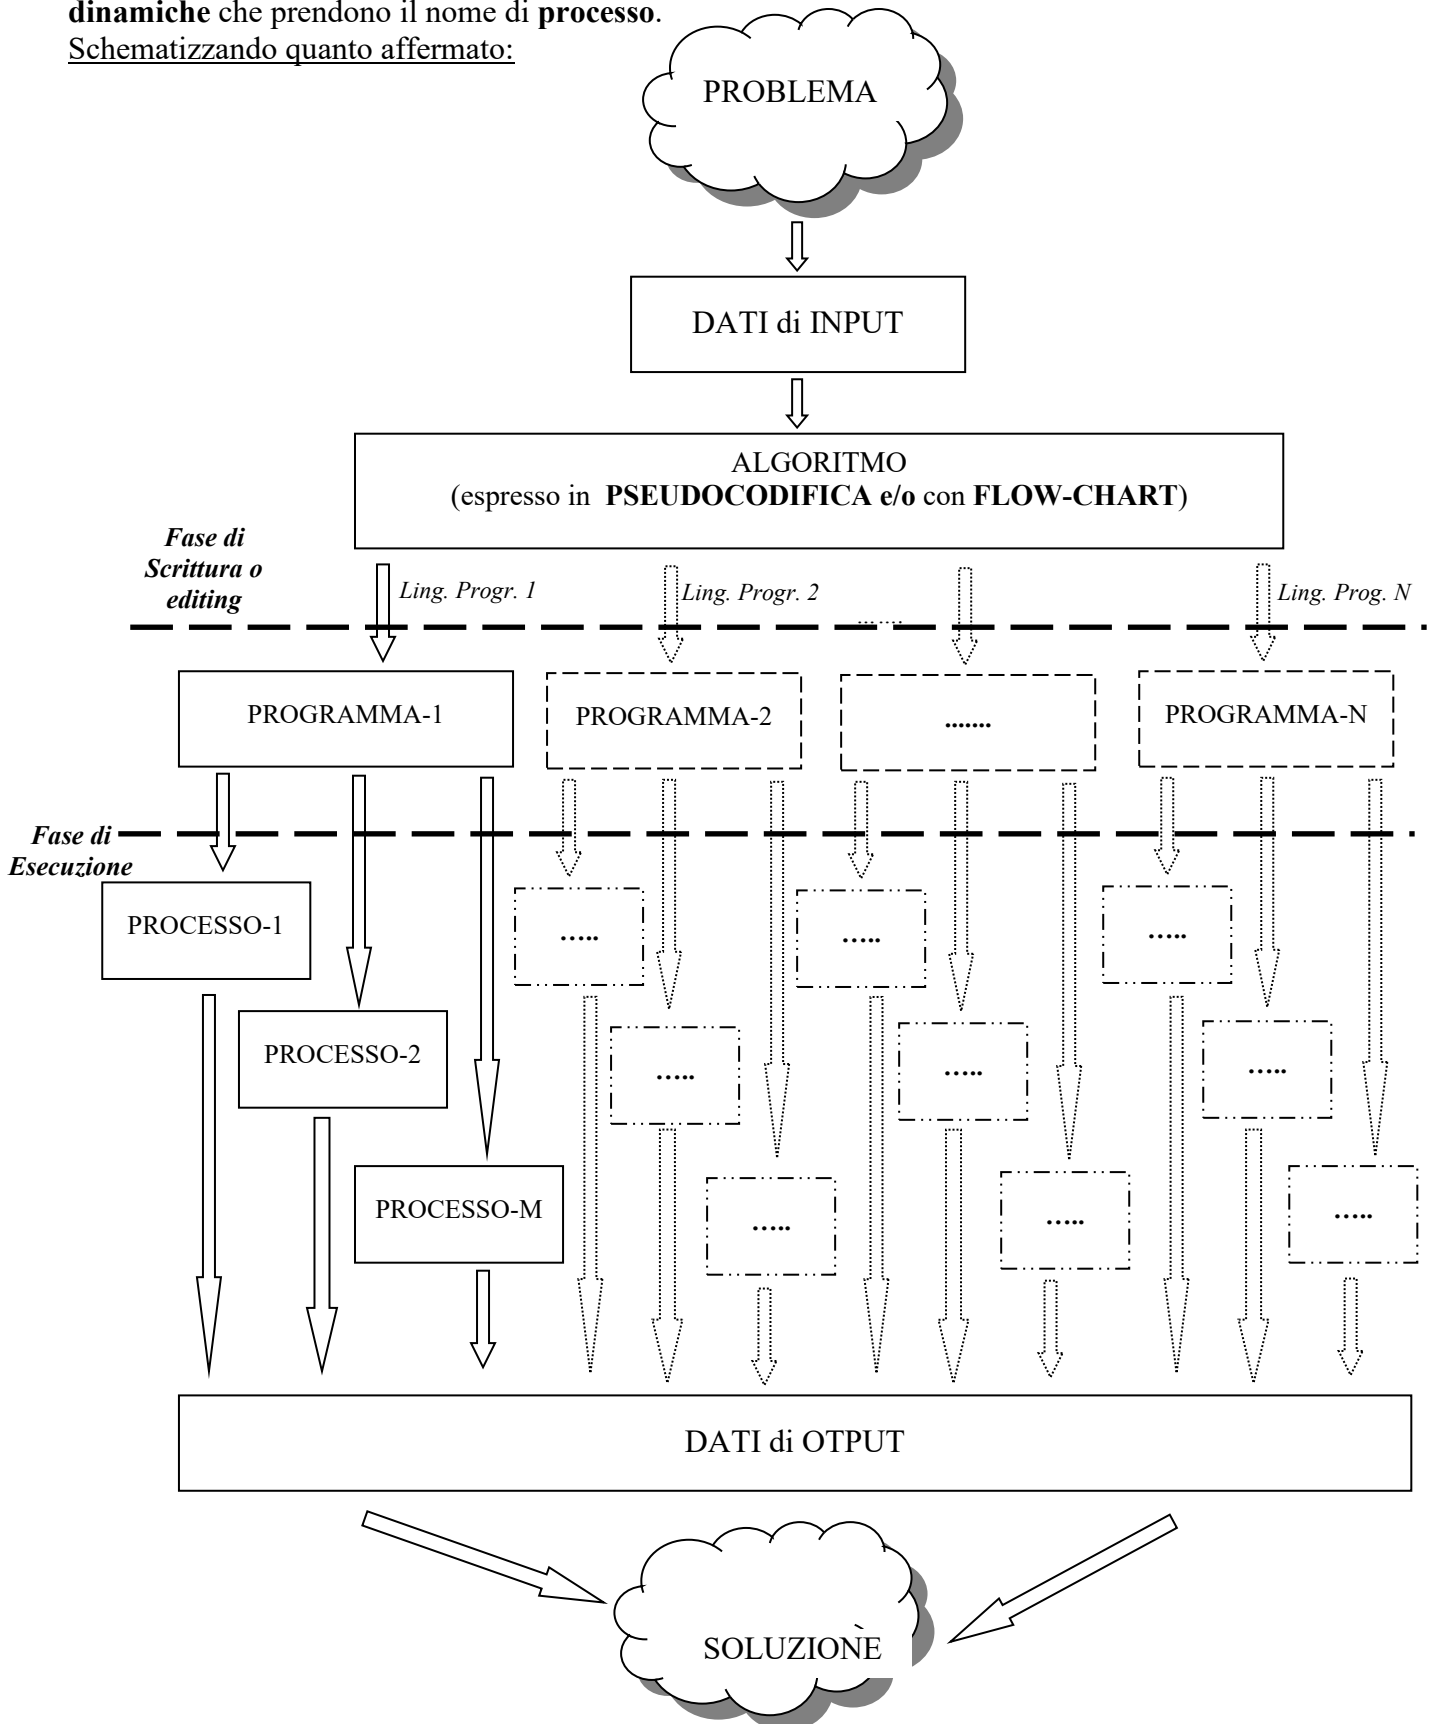 dinamiche che prendono il nome di processo.
Schematizzando quanto affermato:
PROBLEMA
DATI di INPUT
ALGORITMO
(espresso in PSEUDOCODIFICA e/o con FLOW-CHART)
Fase di
Scrittura o
editing
Ling. Progr. 1
Ling. Progr. 2
........
Ling. Prog. N
PROGRAMMA-1
PROGRAMMA-2
.......
PROGRAMMA-N
Fase di
Esecuzione
PROCESSO-1
…..
…..
…..
PROCESSO-2
…..
…..
…..
PROCESSO-M
…..
…..
…..
DATI di OTPUT
SOLUZIONE